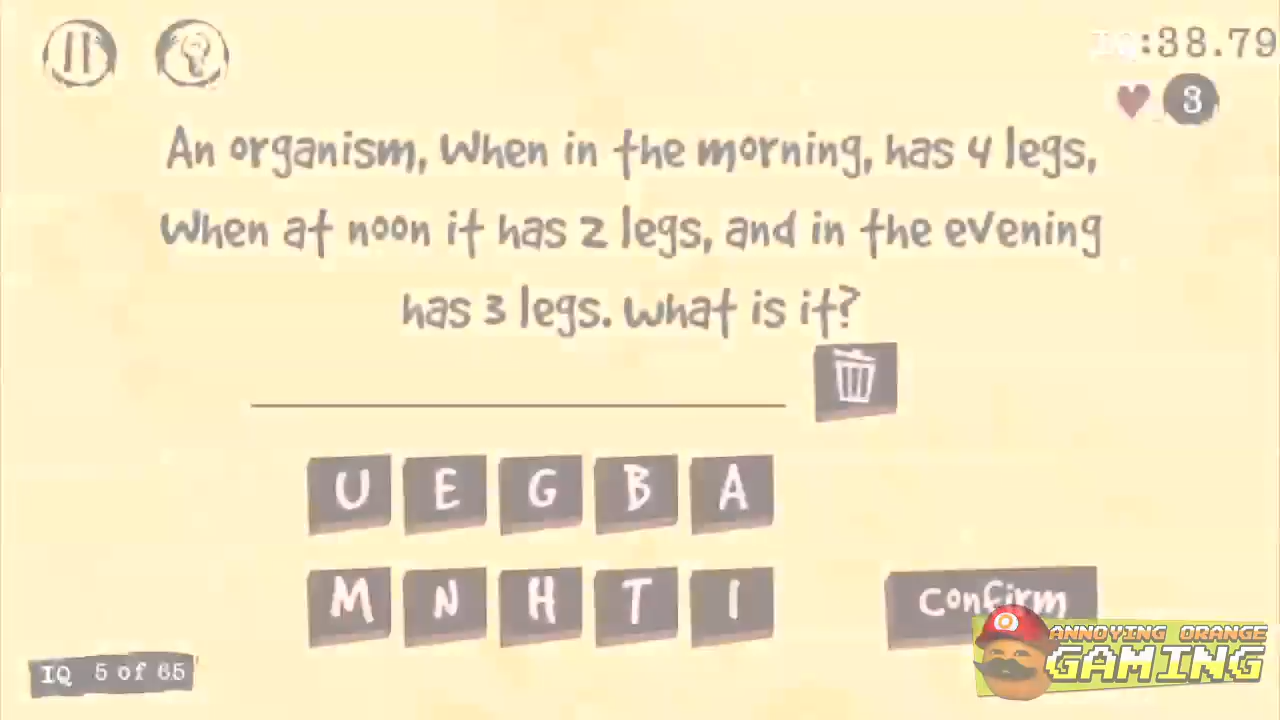 IQ:38.79
3
An organism, When in the morning, has 4 legs,
When at noon it has 2 legs, and in the evening
has 3 legs. What is it?
U E G B A
M N H T I
Confirm
ANNOYING ORANGE
GAMING
IQ 5 of 65